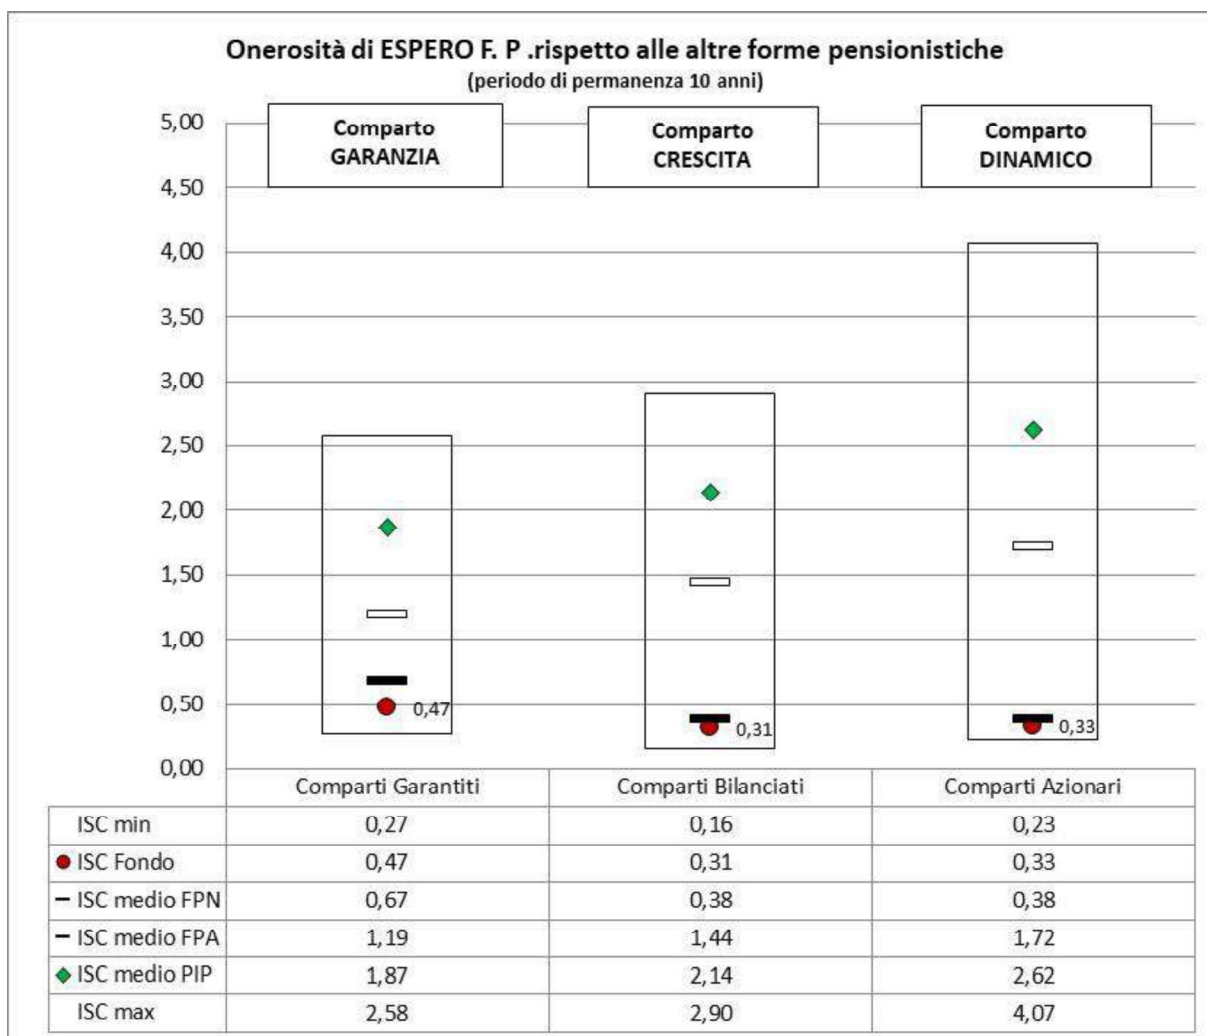 Onerosità di ESPERO F. P .rispetto alle altre forme pensionistiche
(periodo di permanenza 10 anni)
Comparto
GARANZIA
Comparto
CRESCITA
Comparto
DINAMICO
5,00
4,50
4,00
3,50
3,00
2,50
2,00
1,50
1,00
0,50
0,00
0,47
0,31
0,33
Comparti Garantiti Comparti Bilanciati Comparti Azionari
ISC min 0,27 0,16 0,23
ISC Fondo 0,47 0,31 0,33
ISC medio FPN 0,67 0,38 0,38
ISC medio FPA 1,19 1,44 1,72
ISC medio PIP 1,87 2,14 2,62
ISC max 2,58 2,90 4,07